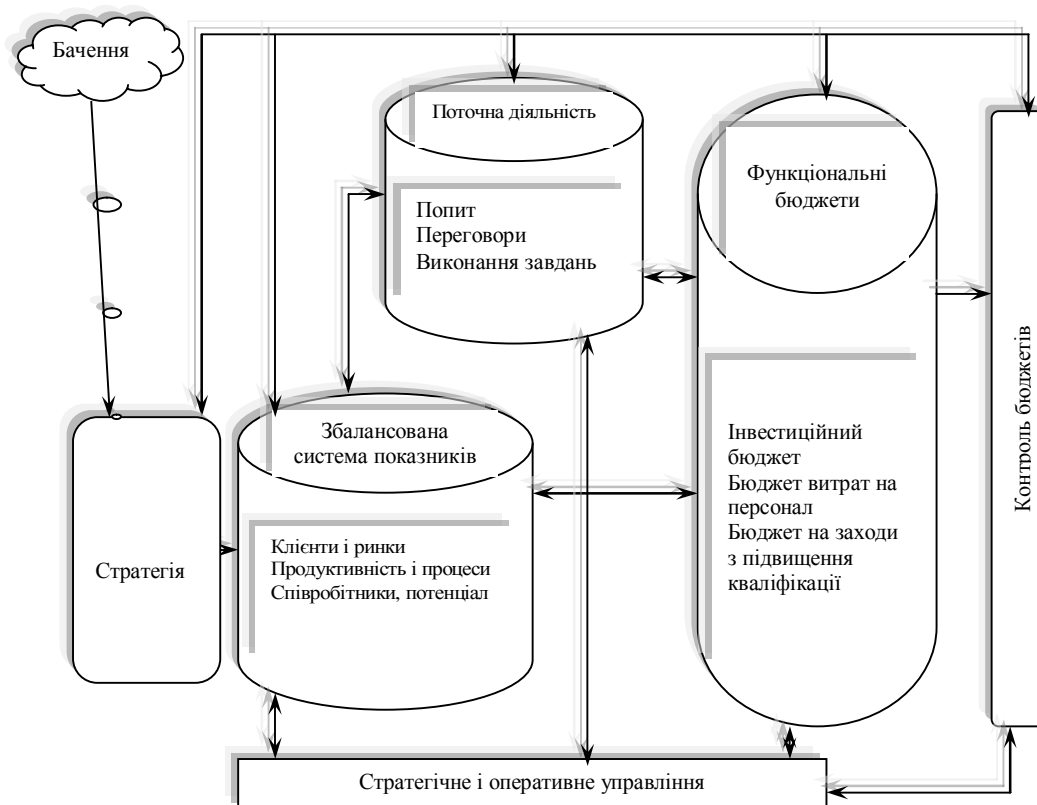 Бачення
Поточна діяльність
Попит
Переговори
Виконання завдань
Функціональні
бюджети
Інвестиційний
бюджет
Бюджет витрат на
персонал
Бюджет на заходи
з підвищення
кваліфікації
Контроль бюджетів
Стратегія
Збалансована
система показників
Клієнти і ринки
Продуктивність і процеси
Співробітники, потенціал
Стратегічне і оперативне управління